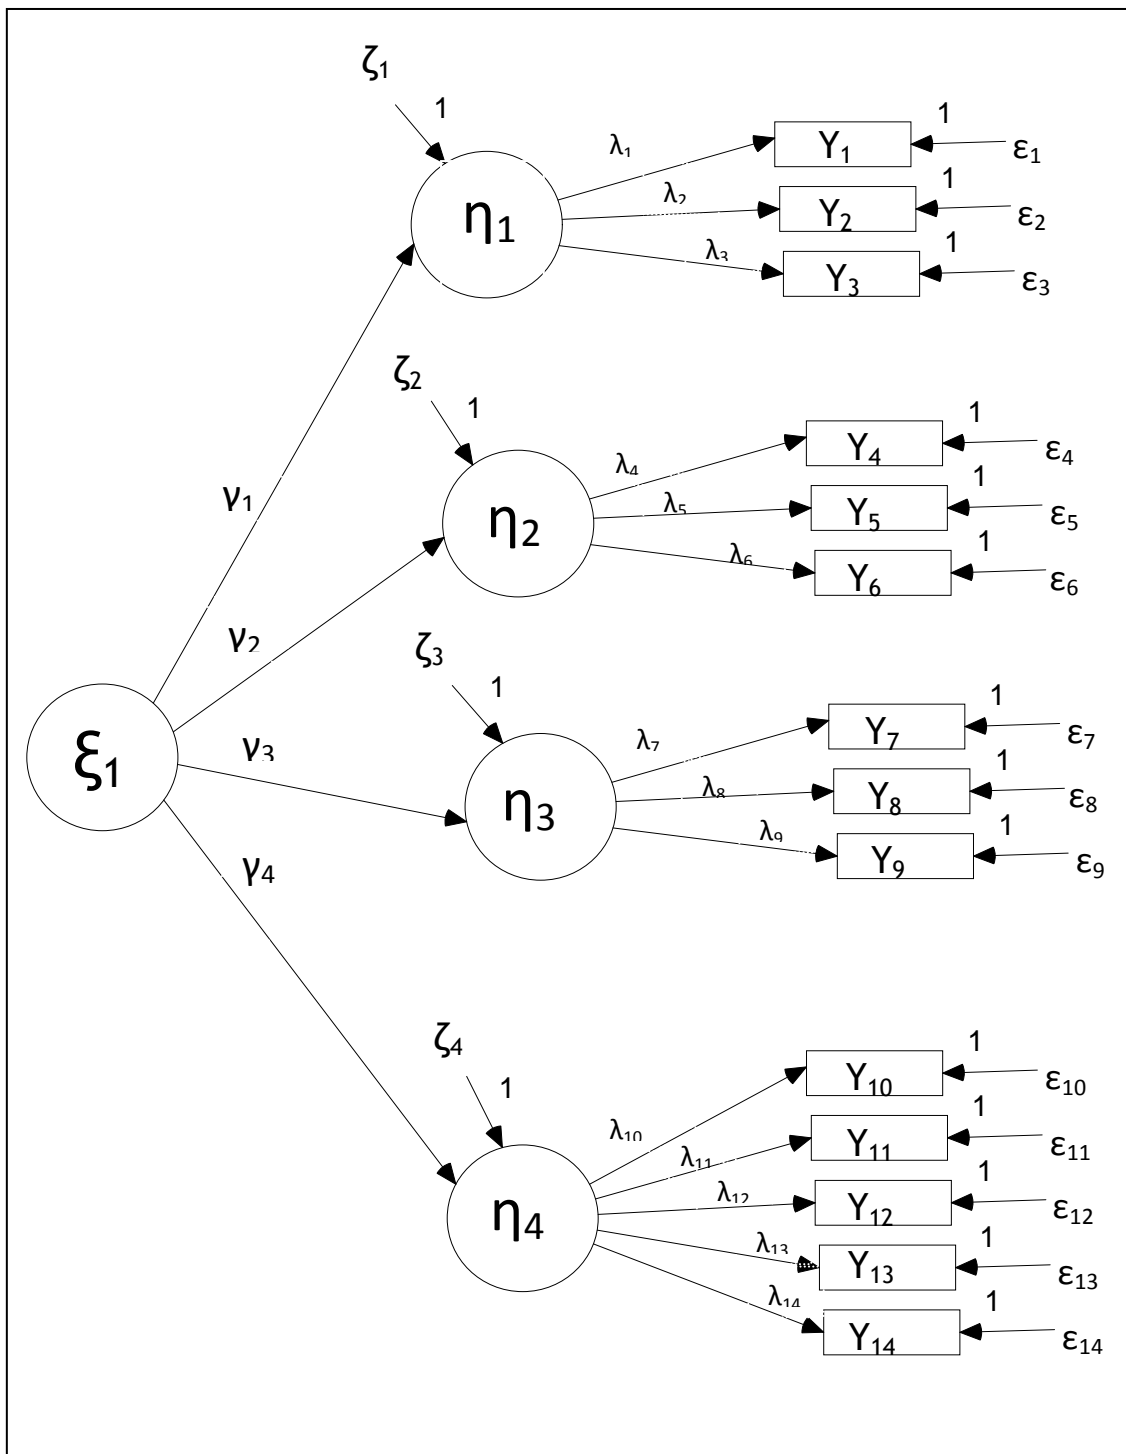 ζ1
1
λ1
Y1
1
ε1
η1
λ2
Y2
1
ε2
λ3
Y3
1
ε3
ζ2
1
λ4
Y4
1
ε4
γ1
η2
λ5
Y5
1
ε5
λ6
Y6
1
ε6
γ2
ζ3
1
λ7
Y7
1
ε7
ξ1
γ3
η3
λ8
Y8
1
ε8
λ9
Y9
1
ε9
γ4
ζ4
1
λ10
Y10
1
ε10
λ11
Y11
1
ε11
η4
λ12
Y12
1
ε12
λ13
Y13
1
ε13
λ14
Y14
1
ε14